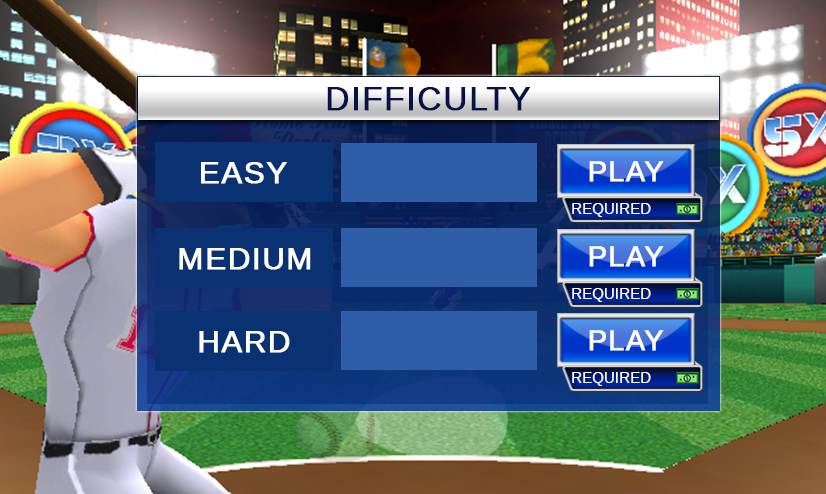 DIFFICULTY
EASY
PLAY
REQUIRED
MEDIUM
PLAY
REQUIRED
HARD
PLAY
REQUIRED
5X